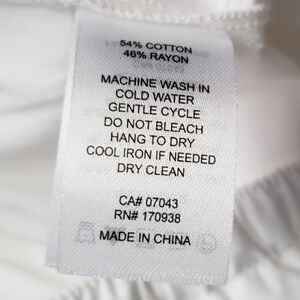 54% COTTON
46% RAYON
MACHINE WASH IN
COLD WATER
GENTLE CYCLE
DO NOT BLEACH
HANG TO DRY
COOL IRON IF NEEDED
DRY CLEAN
CA# 07043
RN# 170938
MADE IN CHINA